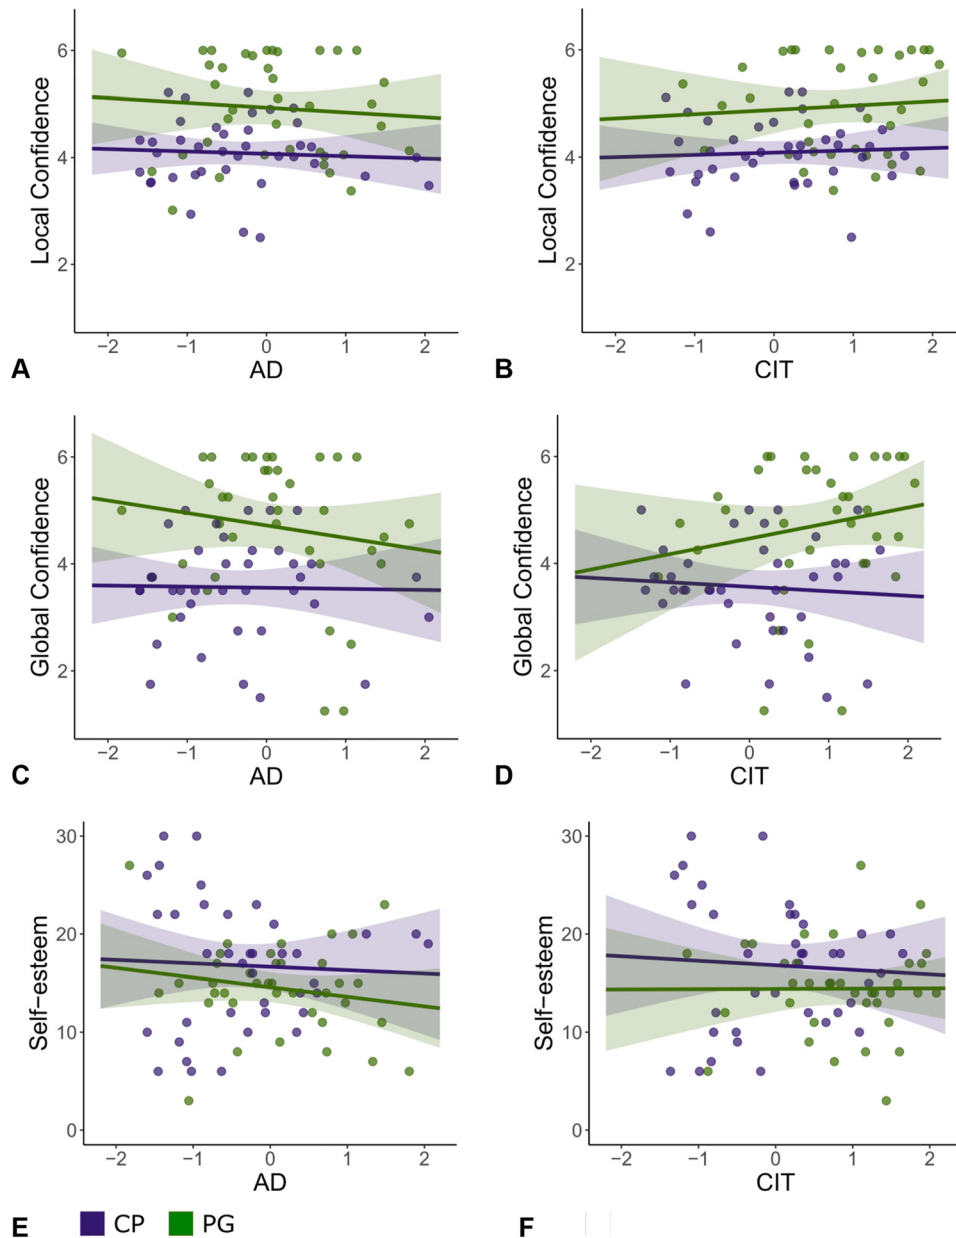 6
4
2
Local Confidence
−2 −1 0 1 2
A AD
6
4
2
Local Confidence
−2 −1 0 1 2
B CIT
6
4
2
Global Confidence
−2 −1 0 1 2
C AD
6
4
2
Global Confidence
−2 −1 0 1 2
D CIT
30
20
10
0
Self−esteem
−2 −1 0 1 2
AD
30
20
10
0
Self−esteem
−2 −1 0 1 2
CIT
E CP PG F